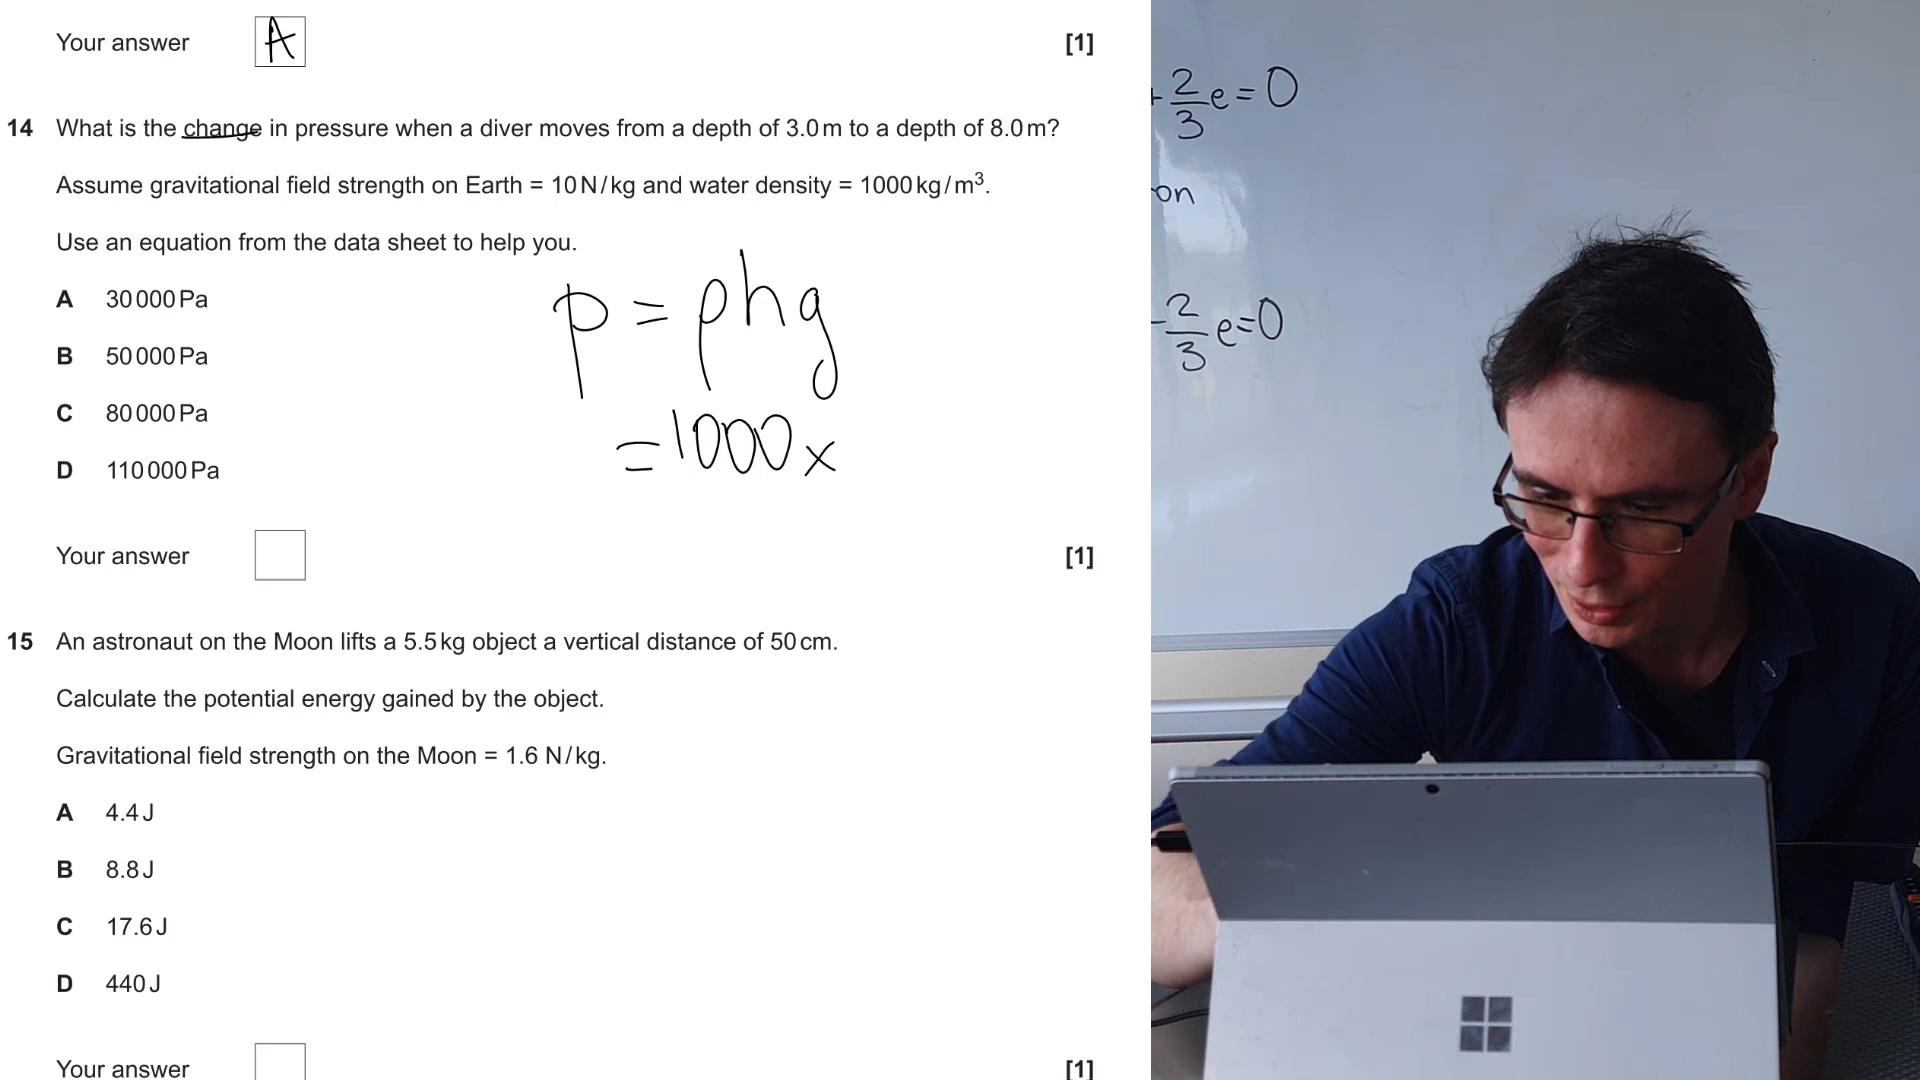 Your answer A [1]
14 What is the change in pressure when a diver moves from a depth of 3.0 m to a depth of 8.0 m?
Assume gravitational field strength on Earth = 10 N/kg and water density = 1000 kg/m³.
Use an equation from the data sheet to help you.
A 30 000 Pa
B 50 000 Pa
C 80 000 Pa
D 110 000 Pa
p = ρhg
= 1000 x
Your answer [1]
15 An astronaut on the Moon lifts a 5.5 kg object a vertical distance of 50 cm.
Calculate the potential energy gained by the object.
Gravitational field strength on the Moon = 1.6 N/kg.
A 4.4 J
B 8.8 J
C 17.6 J
D 440 J
Your answer [1]
+ 2/3 e = 0
on
- 2/3 e = 0